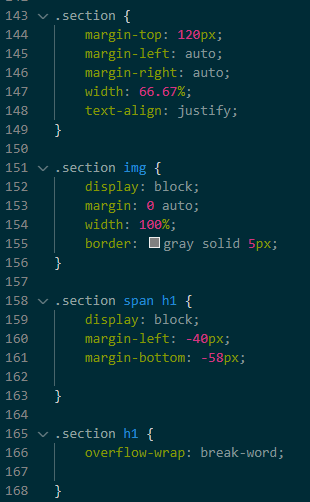 143 .section {
144 margin-top: 120px;
145 margin-left: auto;
146 margin-right: auto;
147 width: 66.67%;
148 text-align: justify;
149 }
150
151 .section img {
152 display: block;
153 margin: 0 auto;
154 width: 100%;
155 border: gray solid 5px;
156 }
157
158 .section span h1 {
159 display: block;
160 margin-left: -40px;
161 margin-bottom: -58px;
162
163 }
164
165 .section h1 {
166 overflow-wrap: break-word;
167
168 }